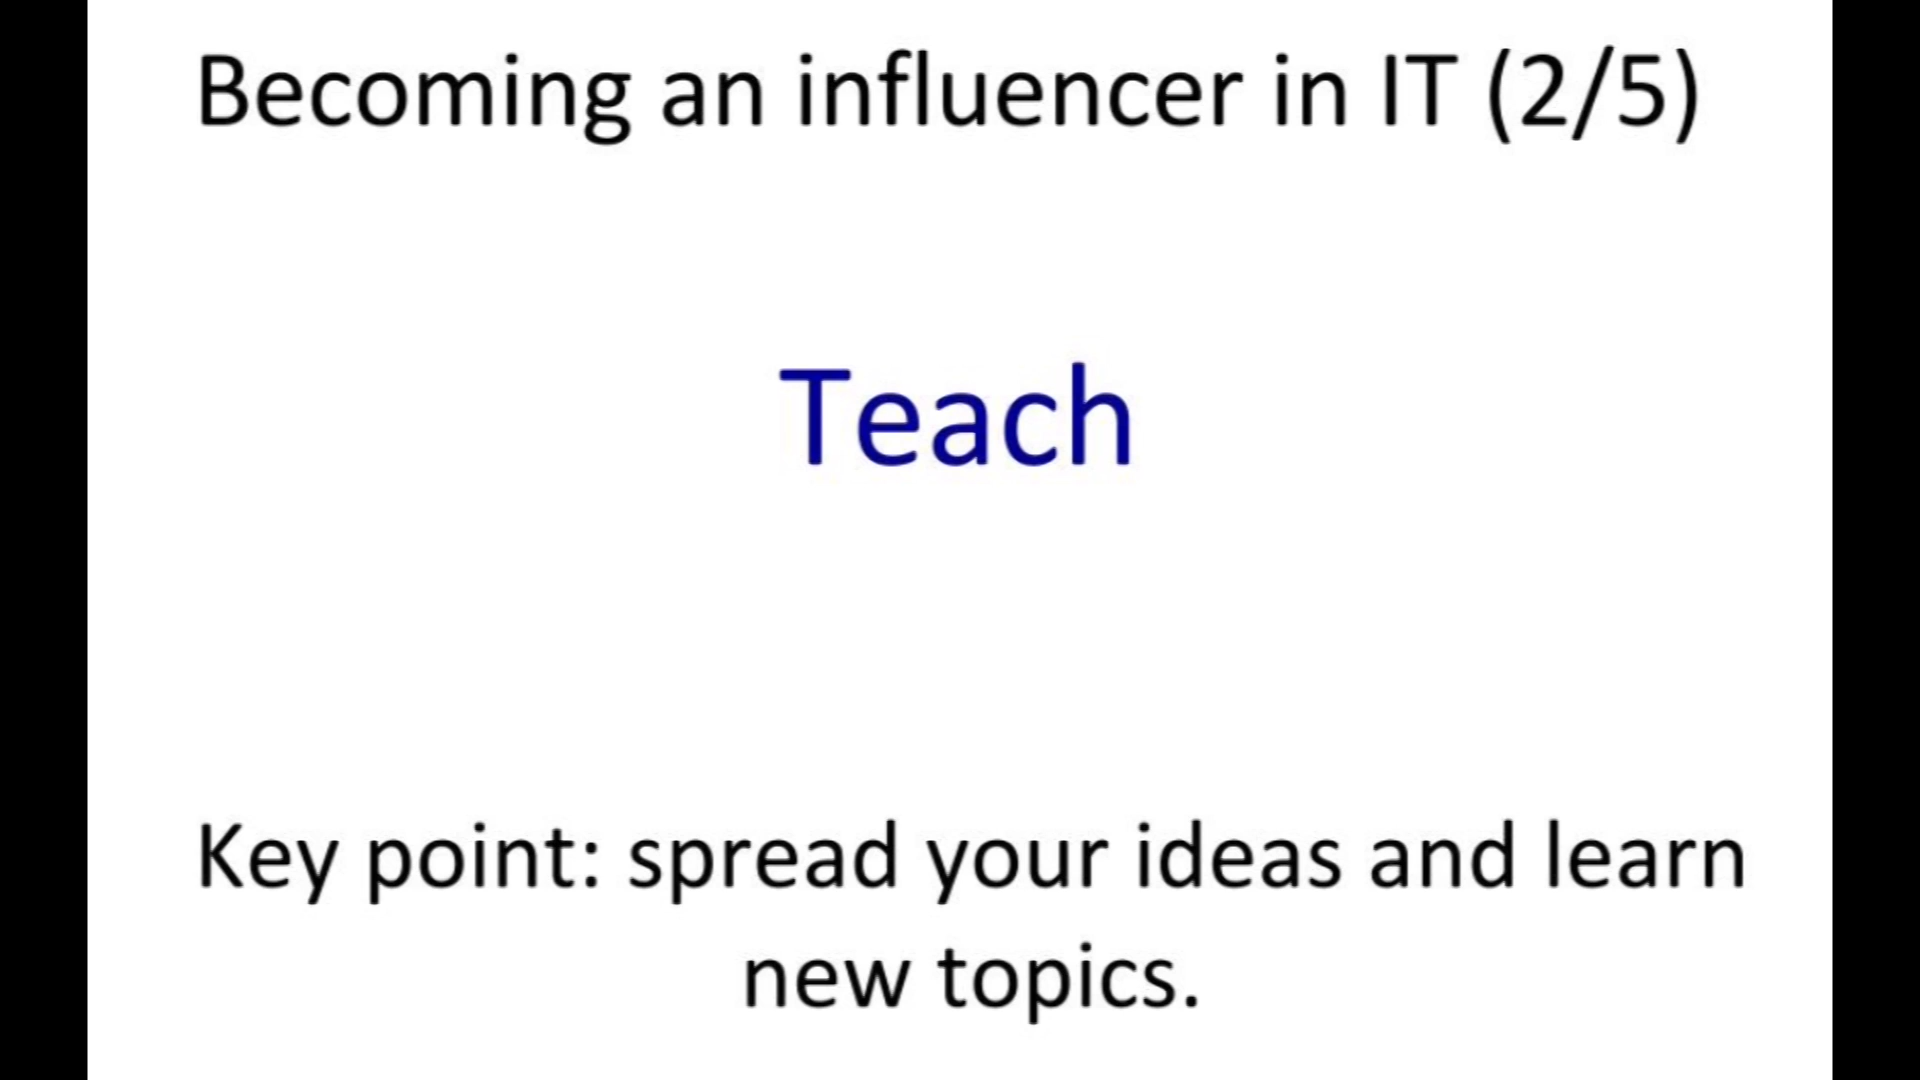 Becoming an influencer in IT (2/5)
Teach
Key point: spread your ideas and learn
new topics.